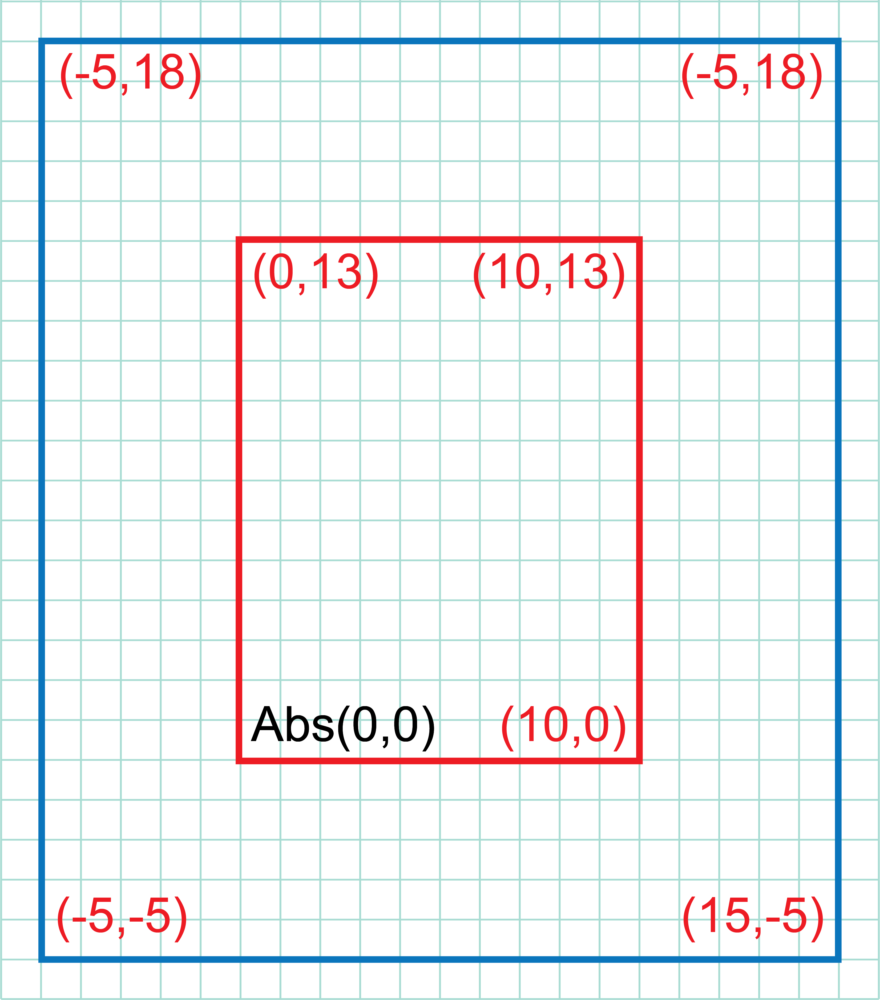 (-5,18) (-5,18)
(0,13) (10,13)
Abs(0,0) (10,0)
(-5,-5) (15,-5)